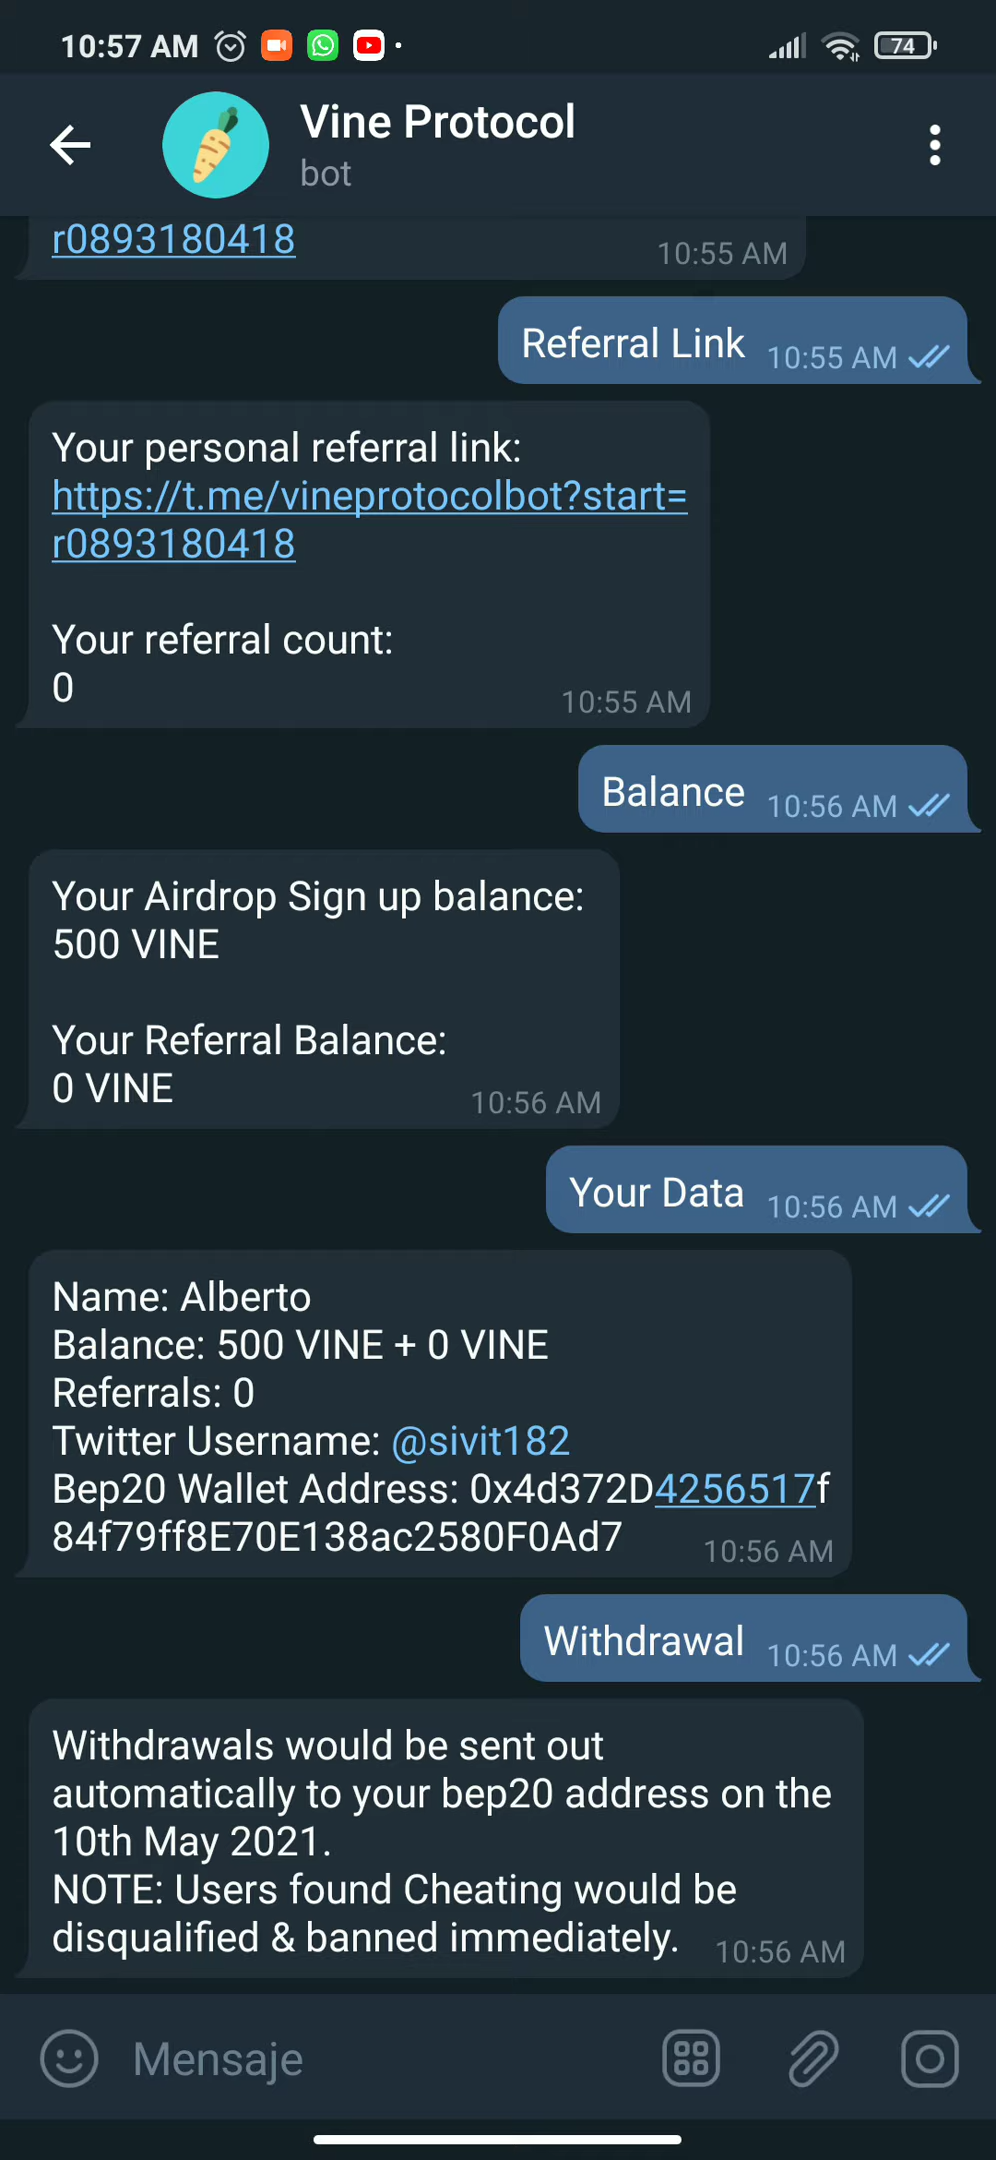 10:57 AM
74
Vine Protocol
bot
r0893180418
10:55 AM
Referral Link 10:55 AM
Your personal referral link:
https://t.me/vineprotocolbot?start=
r0893180418
Your referral count:
0
10:55 AM
Balance 10:56 AM
Your Airdrop Sign up balance:
500 VINE
Your Referral Balance:
0 VINE
10:56 AM
Your Data 10:56 AM
Name: Alberto
Balance: 500 VINE + 0 VINE
Referrals: 0
Twitter Username: @sivit182
Bep20 Wallet Address: 0x4d372D4256517f
84f79ff8E70E138ac2580F0Ad7
10:56 AM
Withdrawal 10:56 AM
Withdrawals would be sent out
automatically to your bep20 address on the
10th May 2021.
NOTE: Users found Cheating would be
disqualified & banned immediately.
10:56 AM
Mensaje